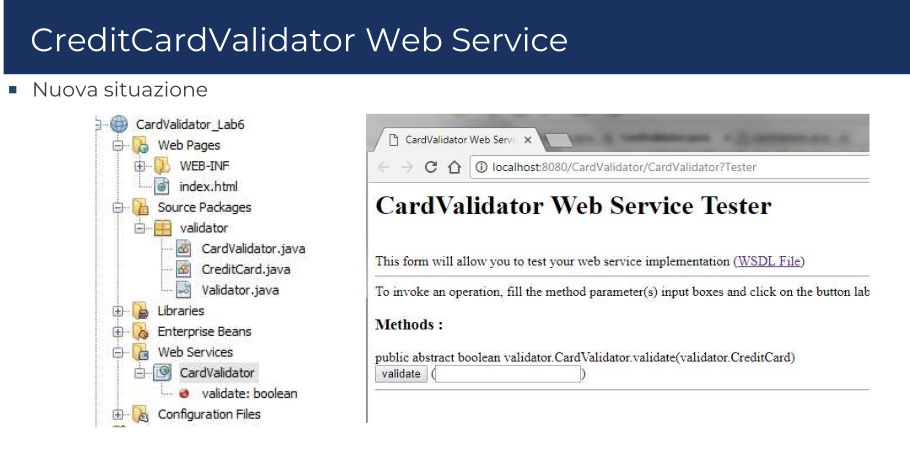 CreditCardValidator Web Service
Nuova situazione
CardValidator_Lab6
Web Pages
WEB-INF
index.html
Source Packages
validator
CardValidator.java
CreditCard.java
Validator.java
Libraries
Enterprise Beans
Web Services
CardValidator
validate: boolean
Configuration Files
CardValidator Web Servi
localhost:8080/CardValidator/CardValidator?Tester
CardValidator Web Service Tester
This form will allow you to test your web service implementation (WSDL File)
To invoke an operation, fill the method parameter(s) input boxes and click on the button lab
Methods :
public abstract boolean validator.CardValidator.validate(validator.CreditCard)
validate ( )